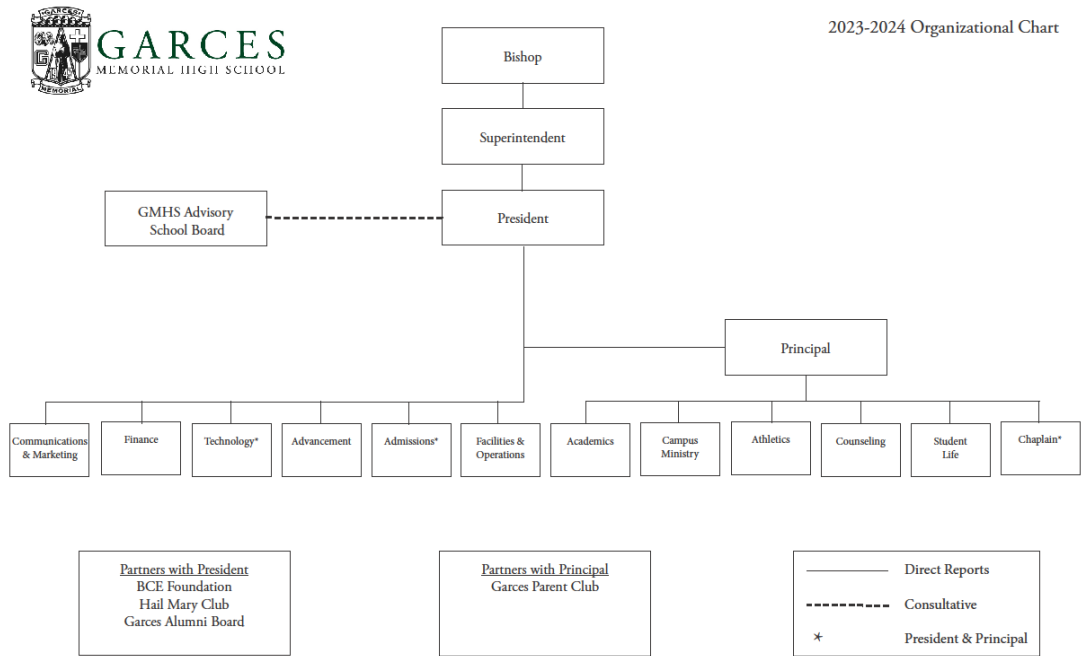 GARCES
MEMORIAL
GARCES
MEMORIAL HIGH SCHOOL
2023-2024 Organizational Chart
Bishop
Superintendent
GMHS Advisory
School Board
President
Principal
Communications
& Marketing
Finance
Technology*
Advancement
Admissions*
Facilities &
Operations
Academics
Campus
Ministry
Athletics
Counseling
Student
Life
Chaplain*
Partners with President
BCE Foundation
Hail Mary Club
Garces Alumni Board
Partners with Principal
Garces Parent Club
Direct Reports
Consultative
* President & Principal